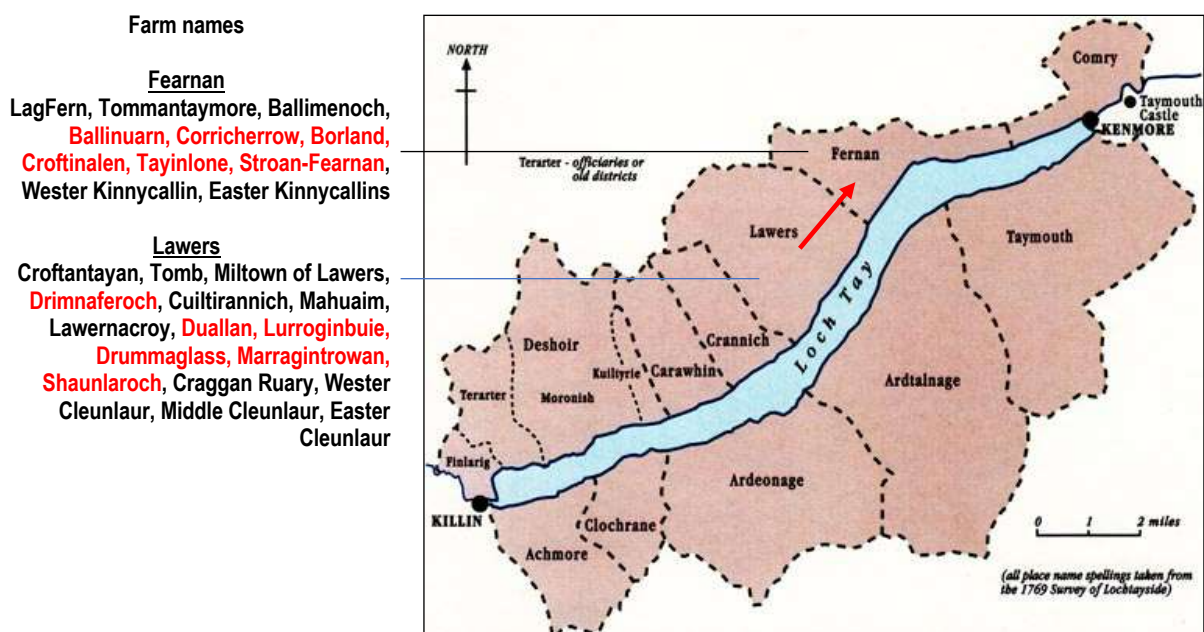 Farm names
Fearnan
LagFern, Tommantaymore, Ballimenoch,
Ballinuarn, Corricherrow, Borland,
Croftinalen, Tayinlone, Stroan-Fearnan,
Wester Kinnycallin, Easter Kinnycallins
Lawers
Croftantayan, Tomb, Miltown of Lawers,
Drimnaferoch, Cuiltirannich, Mahuaim,
Lawernacroy, Duallan, Lurroginbuie,
Drummaglass, Marragintrowan,
Shaunlaroch, Craggan Ruary, Wester
Cleunlaur, Middle Cleunlaur, Easter
Cleunlaur
NORTH
Terarter - officiaries or
old districts
Comry
Taymouth
Castle
KENMORE
Fernan
Lawers
Taymouth
Loch Tay
Crannich
Deshoir
Kuiltyrie
Carawhin
Ardtalnage
Terarter
Moronish
Finlarig
Ardeonage
KILLIN
Clochrane
Achmore
0 1 2 miles
(all place name spellings taken from
the 1769 Survey of Lochtayside)